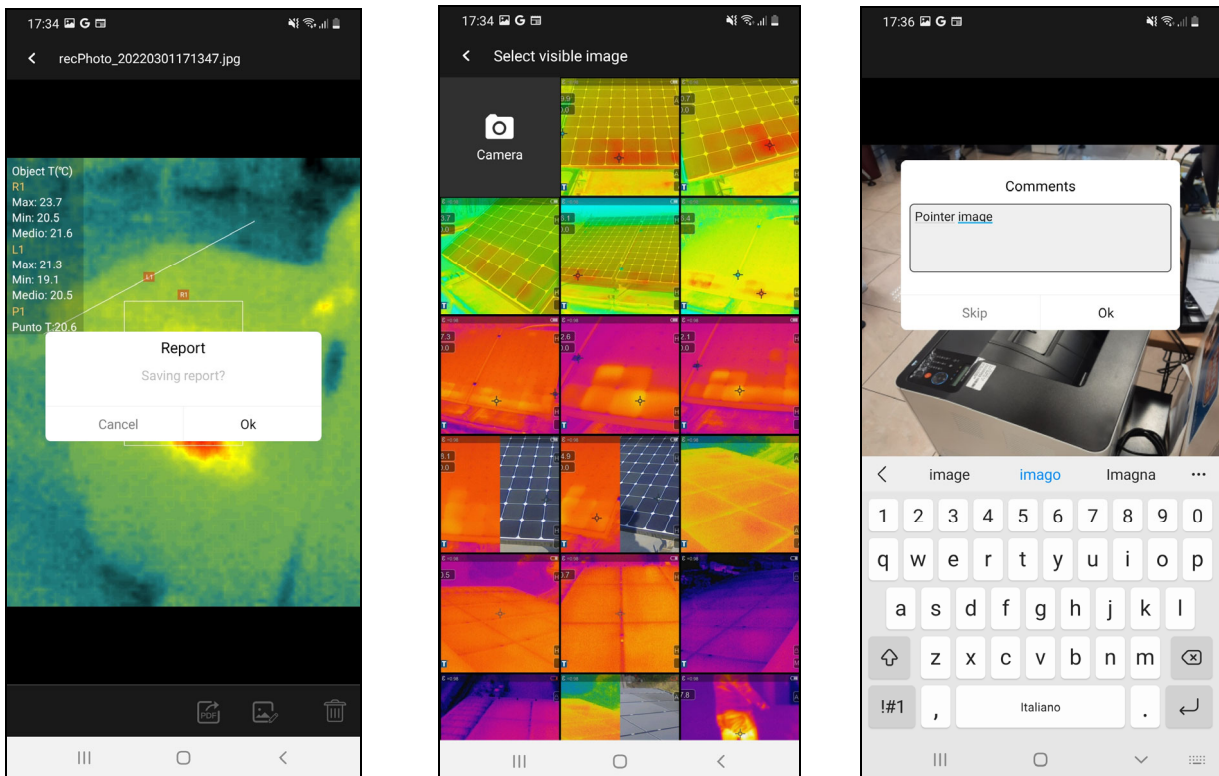 17:34
recPhoto_20220301171347.jpg
Object T(℃)
R1
Max: 23.7
Min: 20.5
Medio: 21.6
L1
Max: 21.3
Min: 19.1
Medio: 20.5
P1
Punto T:20.6
R1
Report
Saving report?
Cancel
Ok
PDF
17:34
Select visible image
Camera
17:36
Comments
Pointer image
Skip
Ok
image
imago
Imagna
1 2 3 4 5 6 7 8 9 0
q w e r t y u i o p
a s d f g h j k l
z x c v b n m
!#1 , Italiano .